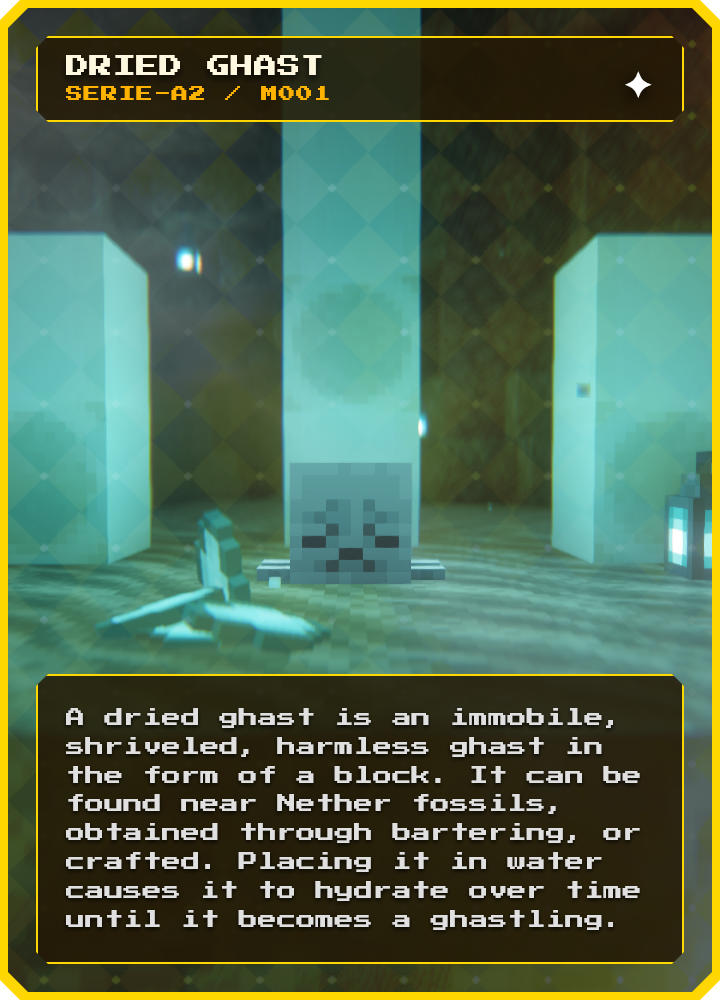 DRIED GHAST
SERIE-A2 / M001
A dried ghast is an immobile,
shriveled, harmless ghast in
the form of a block. It can be
found near Nether fossils,
obtained through bartering, or
crafted. Placing it in water
causes it to hydrate over time
until it becomes a ghastling.